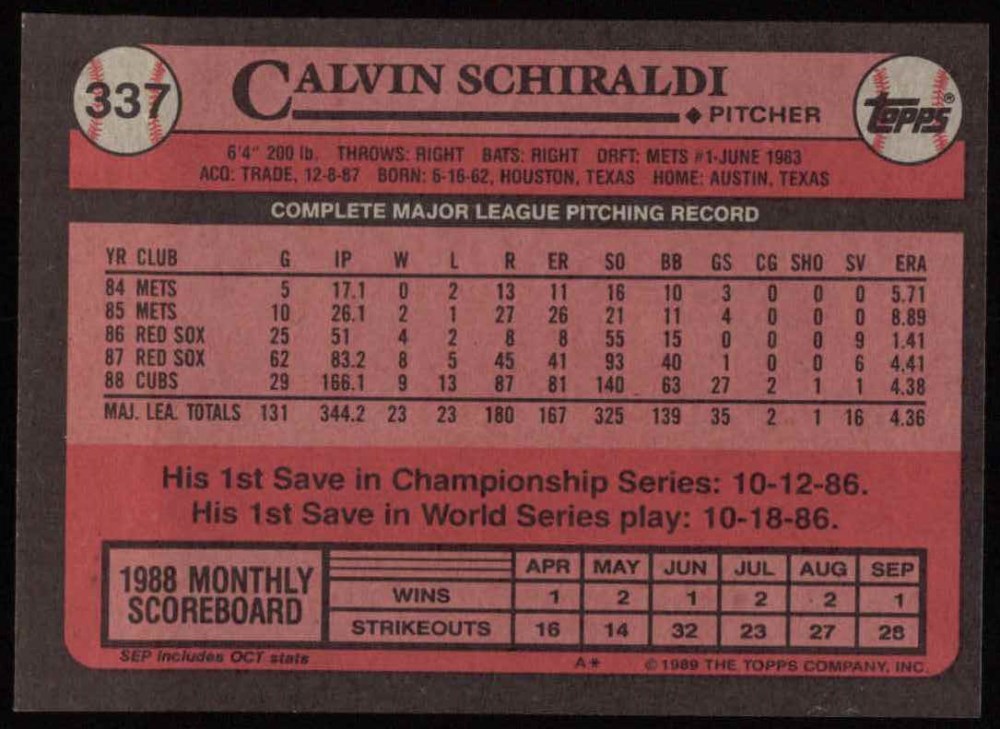 337
CALVIN SCHIRALDI
PITCHER
topps®
6'4" 200 lb. THROWS: RIGHT BATS: RIGHT DRFT: METS #1-JUNE 1983
ACQ: TRADE, 12-8-87 BORN: 6-16-62, HOUSTON, TEXAS HOME: AUSTIN, TEXAS
COMPLETE MAJOR LEAGUE PITCHING RECORD
YR CLUB G IP W L R ER SO BB GS CG SHO SV ERA
84 METS 5 17.1 0 2 13 11 16 10 3 0 0 0 5.71
85 METS 10 26.1 2 1 27 26 21 11 4 0 0 0 8.89
86 RED SOX 25 51 4 2 8 8 55 15 0 0 0 9 1.41
87 RED SOX 62 83.2 8 5 45 41 93 40 1 0 0 6 4.41
88 CUBS 29 166.1 9 13 87 81 140 63 27 2 1 1 4.38
MAJ. LEA. TOTALS 131 344.2 23 23 180 167 325 139 35 2 1 16 4.36
His 1st Save in Championship Series: 10-12-86.
His 1st Save in World Series play: 10-18-86.
1988 MONTHLY SCOREBOARD
APR MAY JUN JUL AUG SEP
WINS 1 2 1 2 2 1
STRIKEOUTS 16 14 32 23 27 28
SEP includes OCT stats
A* © 1989 THE TOPPS COMPANY, INC.